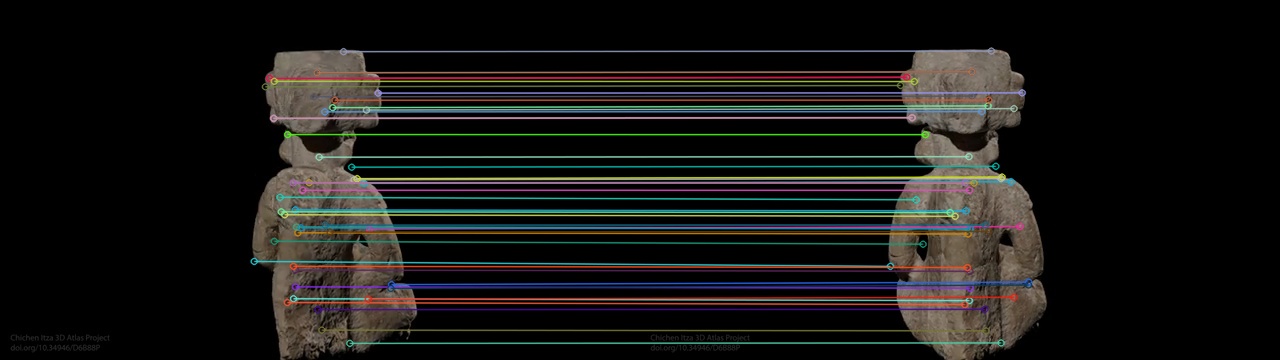 Chichen Itza 3D Atlas Project
doi.org/10.34946/D6B88P
Chichen Itza 3D Atlas Project
doi.org/10.34946/D6B88P